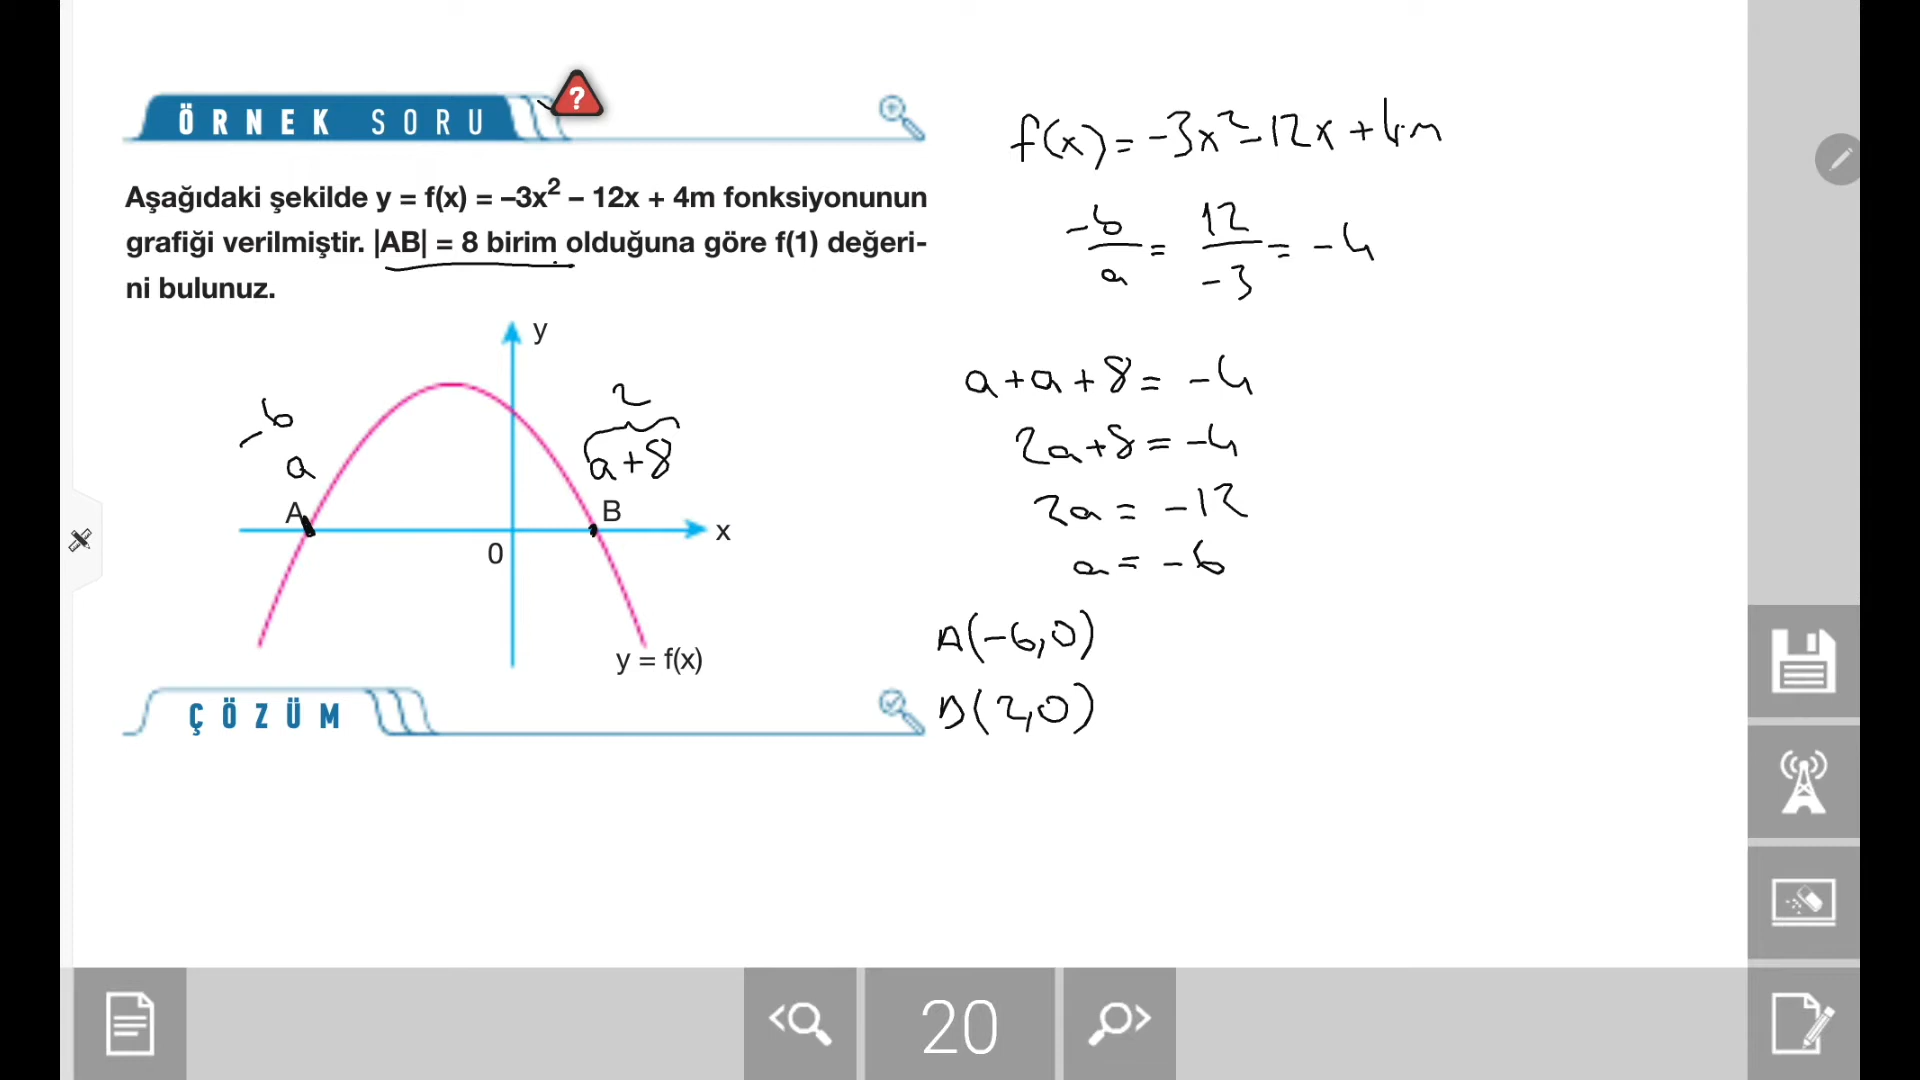 ÖRNEK SORU
?
Aşağıdaki şekilde y = f(x) = –3x² – 12x + 4m fonksiyonunun
grafiği verilmiştir. |AB| = 8 birim olduğuna göre f(1) değeri-
ni bulunuz.
y
2
-6
a
a+8
A
B
0
x
y = f(x)
ÇÖZÜM
f(x) = -3x² - 12x + 4m
-b/a = 12/-3 = -4
a + a + 8 = -4
2a + 8 = -4
2a = -12
a = -6
A(-6,0)
B(2,0)
20